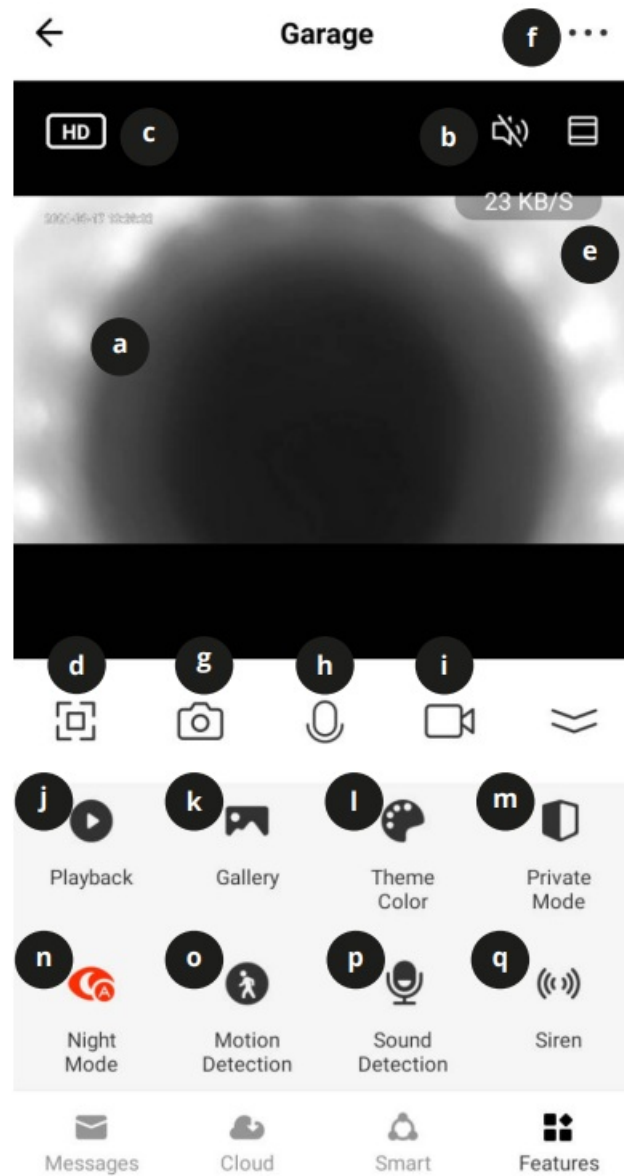 Garage
f
HD
c
b
23 KB/S
e
a
d
g
h
i
j
k
l
m
Playback
Gallery
Theme
Color
Private
Mode
n
o
p
q
A
Night
Mode
Motion
Detection
Sound
Detection
Siren
Messages
Cloud
Smart
Features